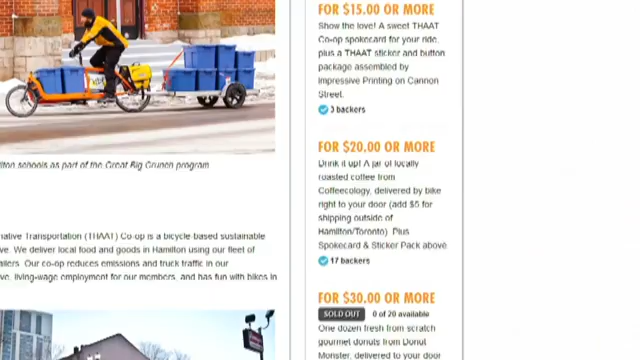 lton schools as part of the Great Big Crunch program
native Transportation (THAAT) Co-op is a bicycle-based sustainable
ve. We deliver local food and goods in Hamilton using our fleet of
ailers. Our co-op reduces emissions and truck traffic in our
ve, living-wage employment for our members, and has fun with bikes in
FOR $15.00 OR MORE
Show the love! A sweet THAAT
Co-op spokecard for your ride,
plus a THAAT sticker and button
package assembled by
Impressive Printing on Cannon
Street.
3 backers
FOR $20.00 OR MORE
Drink it up! A jar of locally
roasted coffee from
Coffeecology, delivered by bike
right to your door (add $5 for
shipping outside of
Hamilton/Toronto). Plus
Spokecard & Sticker Pack above
17 backers
FOR $30.00 OR MORE
SOLD OUT 0 of 20 available
One dozen fresh from scratch
gourmet donuts from Donut
Monster, delivered to your door